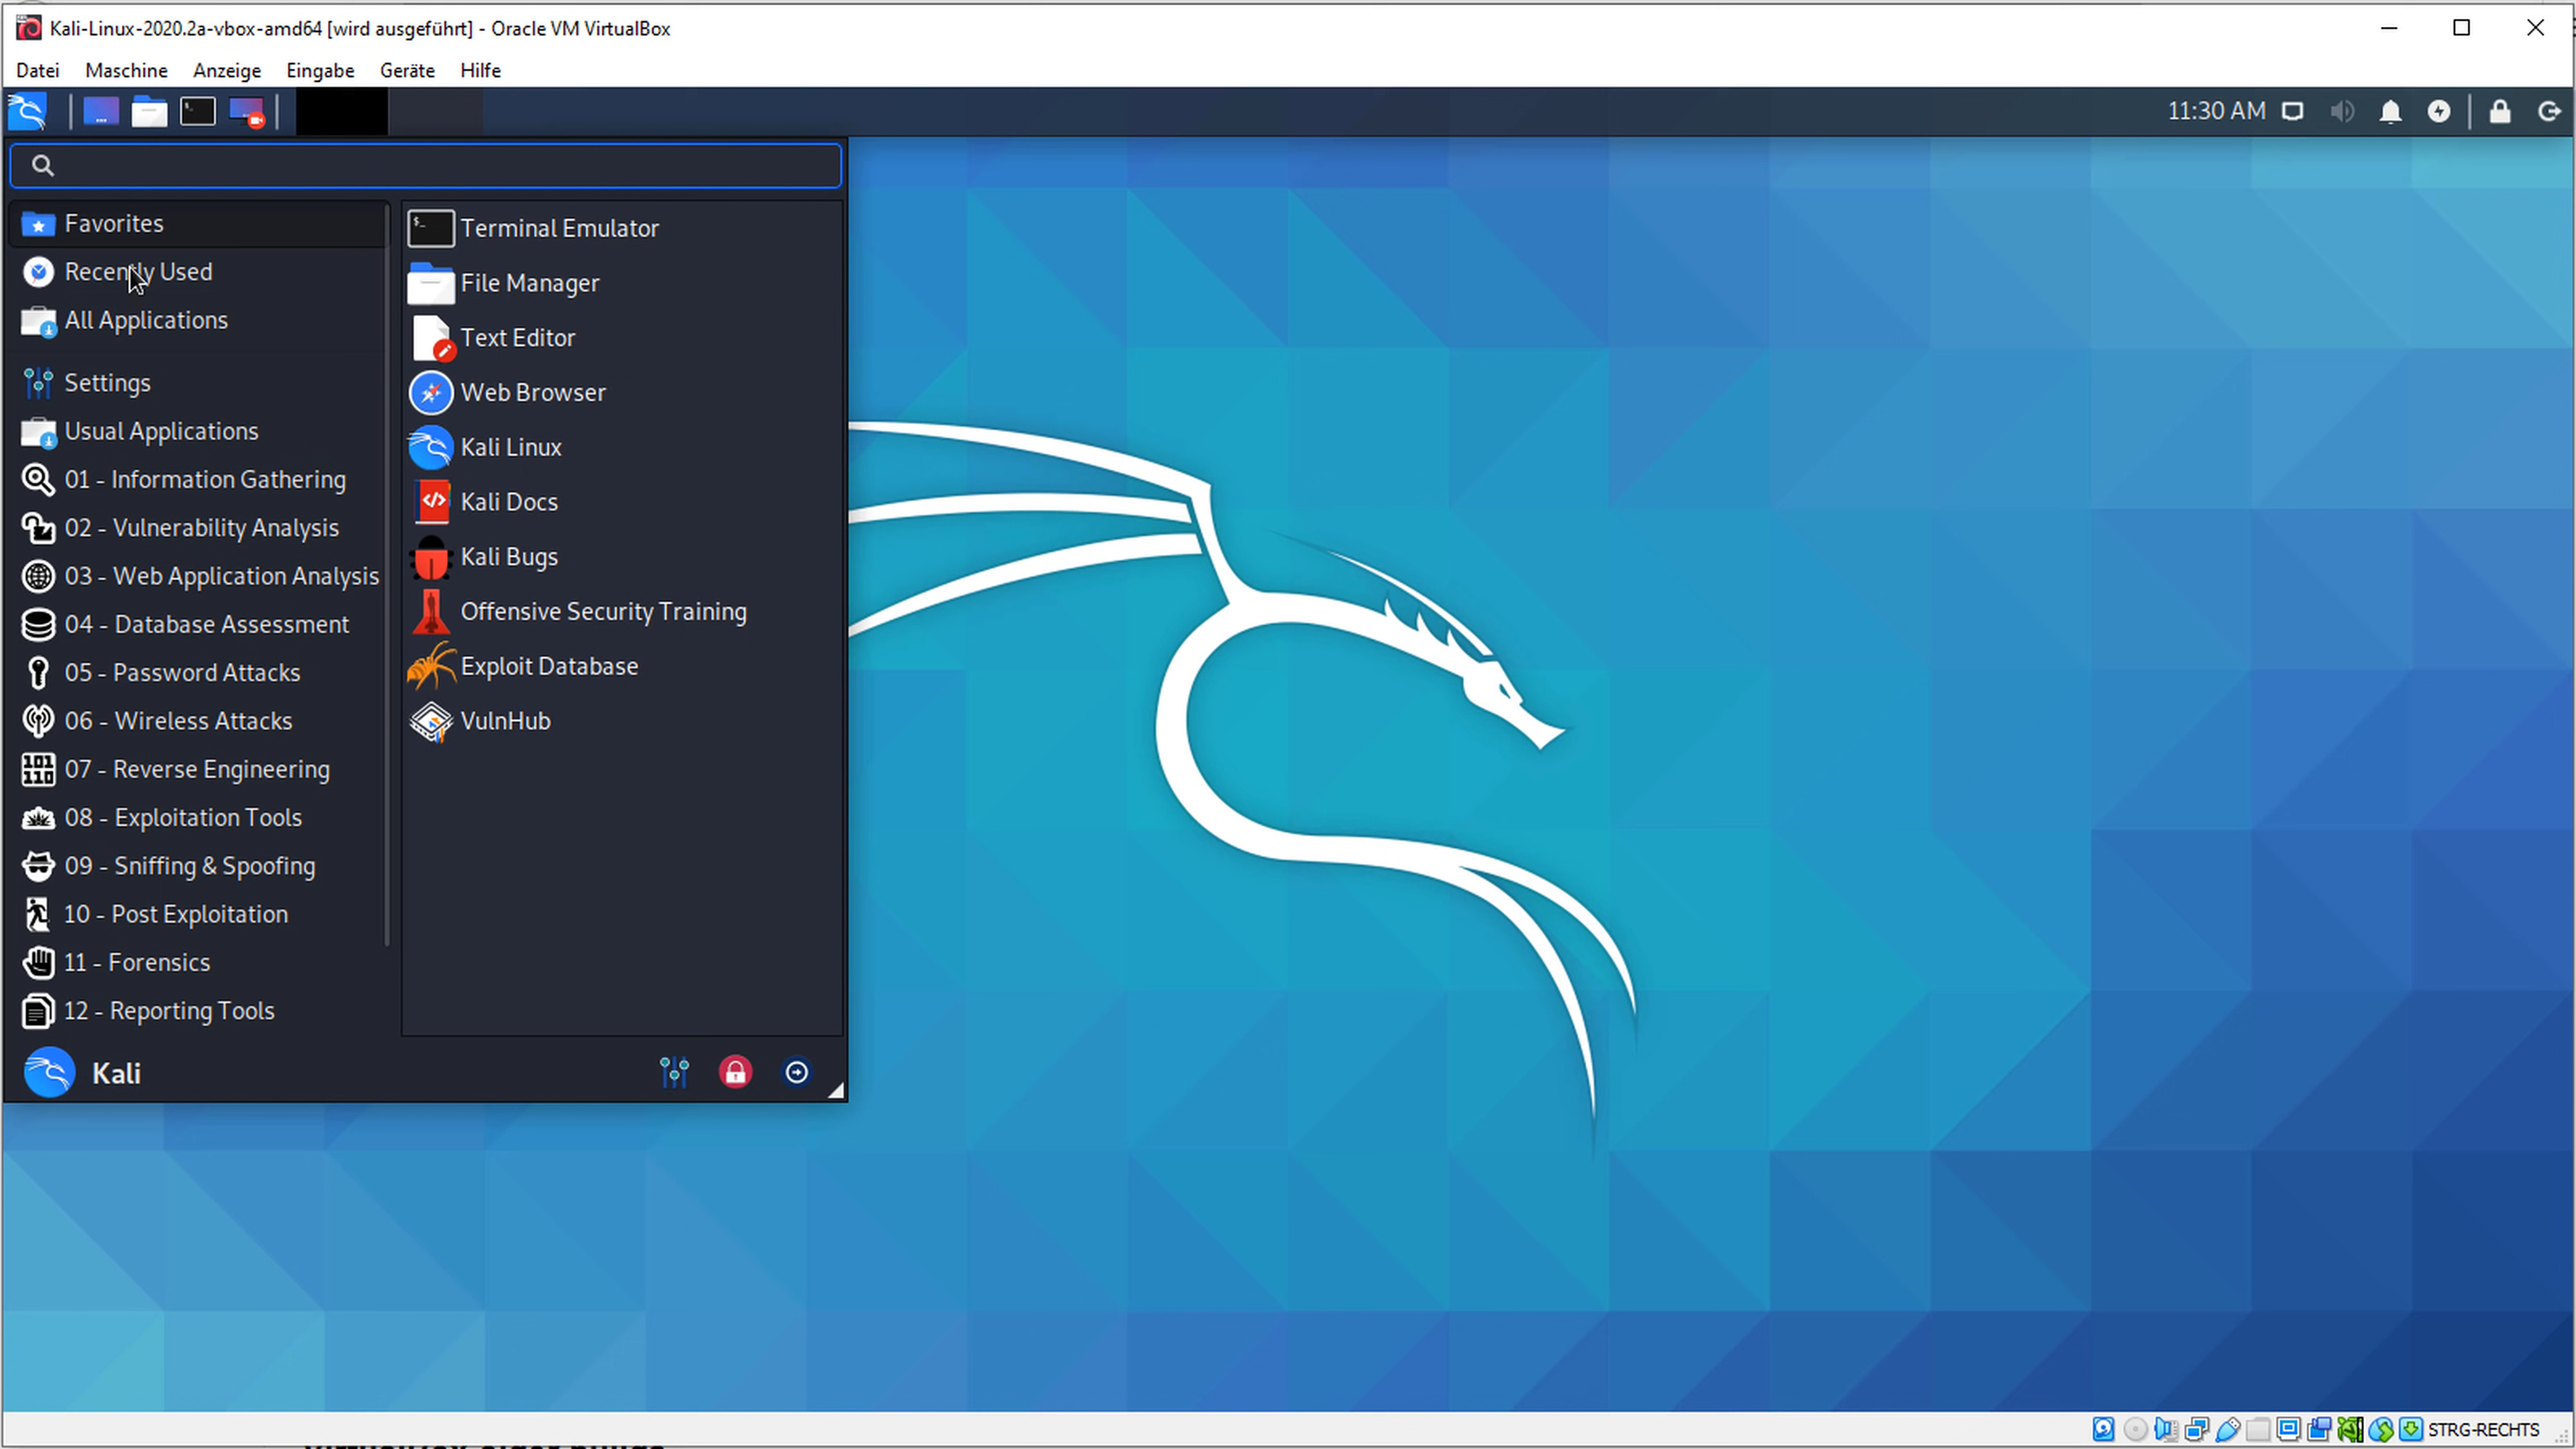 Kali-Linux-2020.2a-vbox-amd64 [wird ausgeführt] - Oracle VM VirtualBox
Datei Maschine Anzeige Eingabe Geräte Hilfe
11:30 AM
Favorites
Recently Used
All Applications
Settings
Usual Applications
01 - Information Gathering
02 - Vulnerability Analysis
03 - Web Application Analysis
04 - Database Assessment
05 - Password Attacks
06 - Wireless Attacks
07 - Reverse Engineering
08 - Exploitation Tools
09 - Sniffing & Spoofing
10 - Post Exploitation
11 - Forensics
12 - Reporting Tools
Terminal Emulator
File Manager
Text Editor
Web Browser
Kali Linux
Kali Docs
Kali Bugs
Offensive Security Training
Exploit Database
VulnHub
Kali
STRG-RECHTS